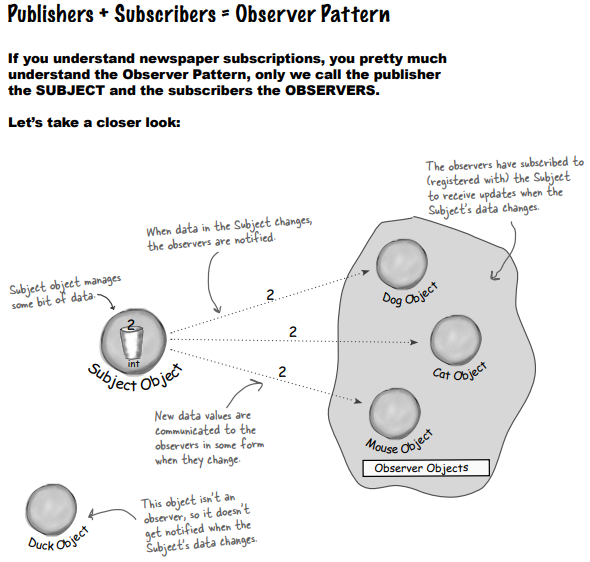 Publishers + Subscribers = Observer Pattern
If you understand newspaper subscriptions, you pretty much
understand the Observer Pattern, only we call the publisher
the SUBJECT and the subscribers the OBSERVERS.
Let's take a closer look:
The observers have subscribed to
(registered with) the Subject
to receive updates when the
Subject's data changes.
When data in the Subject changes,
the observers are notified.
Subject object manages
some bit of data.
2
int
Subject Object
2
2
2
Dog Object
Cat Object
Mouse Object
Observer Objects
New data values are
communicated to the
observers in some form
when they change.
Duck Object
This object isn't an
observer, so it doesn't
get notified when the
Subject's data changes.